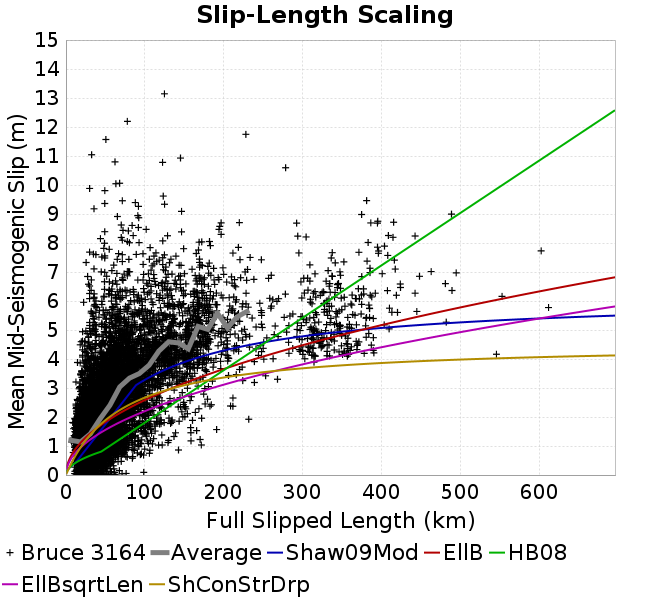 Slip-Length Scaling
15
14
13
12
11
10
9
8
7
6
5
4
3
2
1
0
Mean Mid-Seismogenic Slip (m)
0 100 200 300 400 500 600
Full Slipped Length (km)
Bruce 3164 Average Shaw09Mod EllB HB08
EllBsqrtLen ShConStrDrp